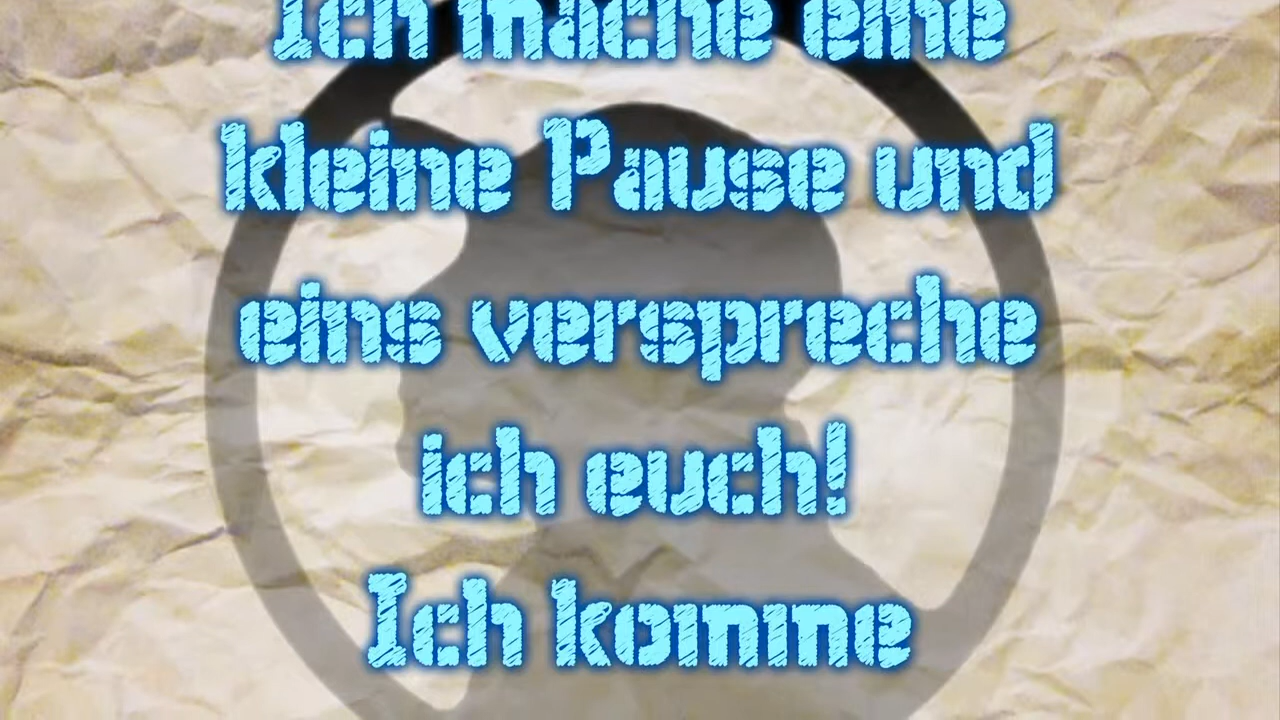 Ich mache eine
kleine Pause und
eins verspreche
ich euch!
Ich komme